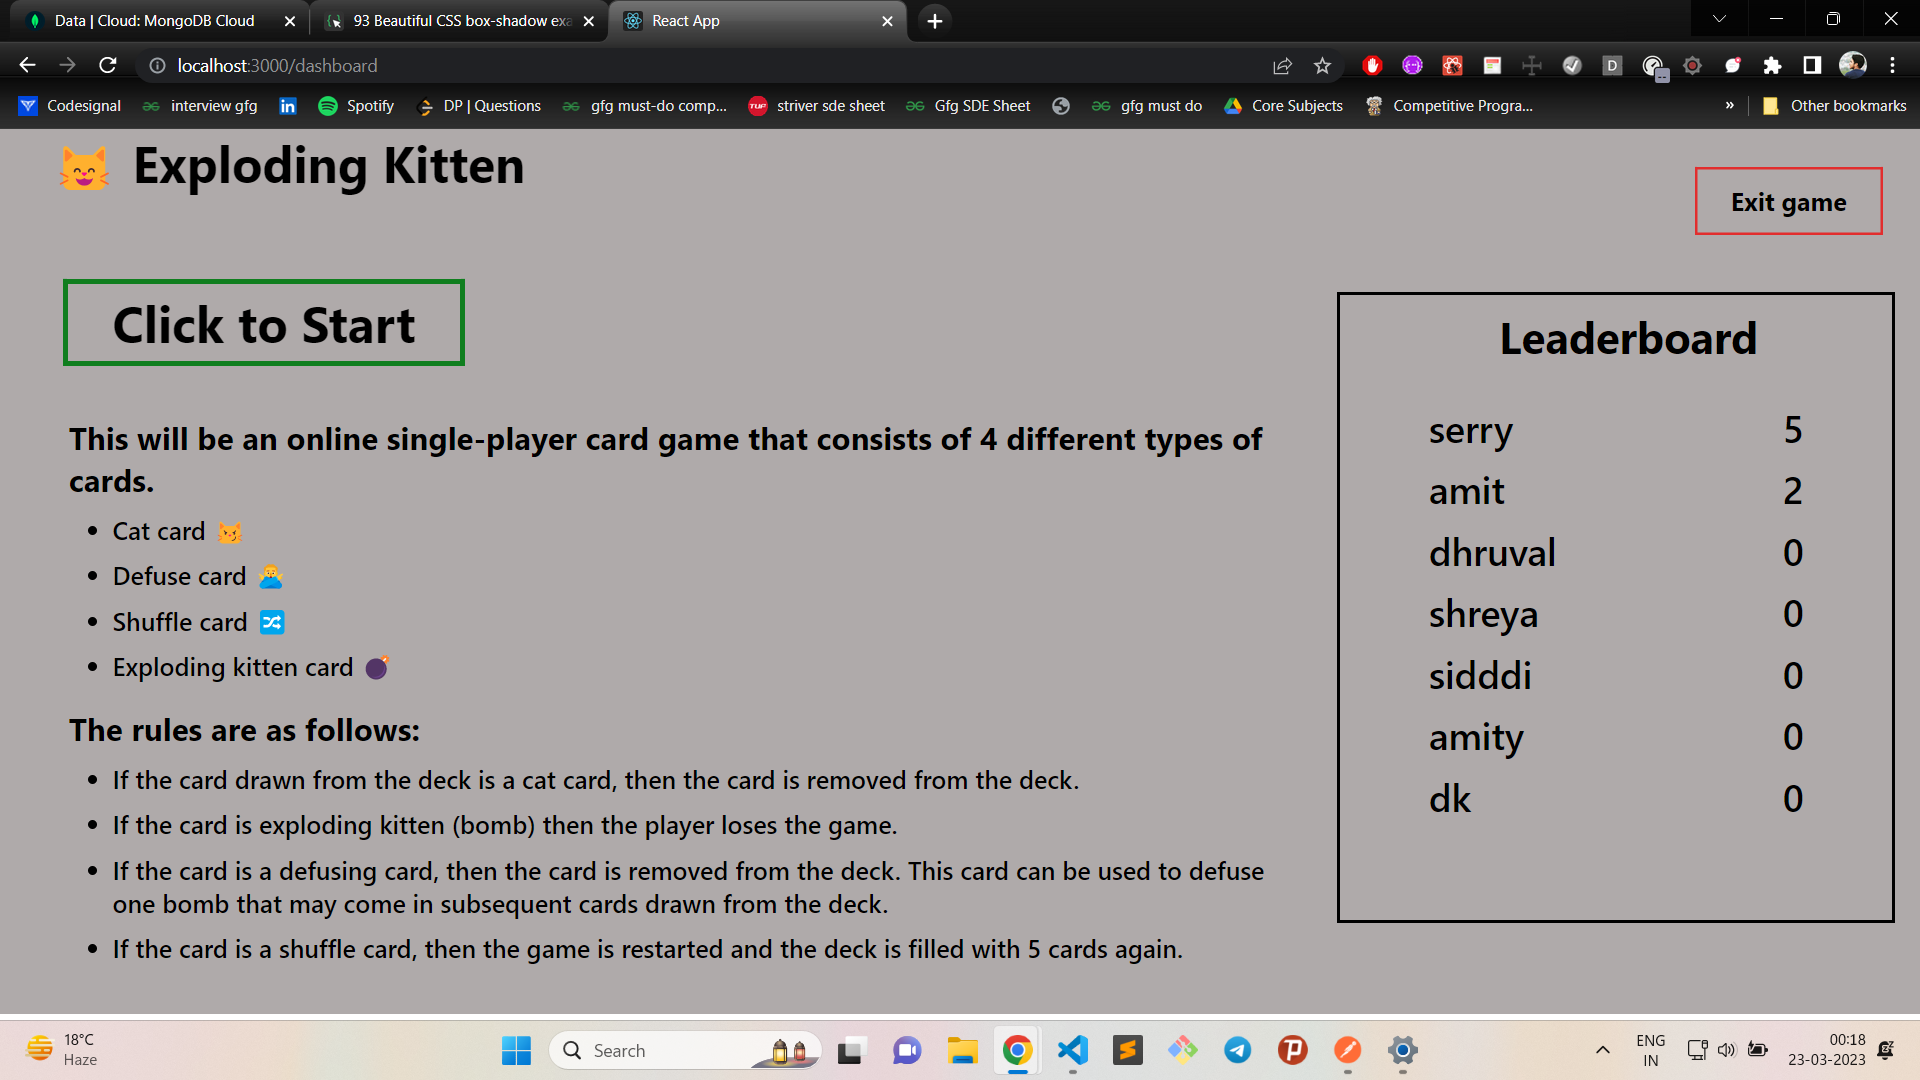 Data | Cloud: MongoDB Cloud
93 Beautiful CSS box-shadow exa
React App
localhost:3000/dashboard
D
Codesignal
interview gfg
Spotify
DP | Questions
gfg must-do comp...
TUF
striver sde sheet
Gfg SDE Sheet
gfg must do
Core Subjects
Competitive Progra...
»
Other bookmarks
Exploding Kitten
Exit game
Click to Start
This will be an online single-player card game that consists of 4 different types of
cards.
• Cat card
• Defuse card
• Shuffle card
• Exploding kitten card
The rules are as follows:
• If the card drawn from the deck is a cat card, then the card is removed from the deck.
• If the card is exploding kitten (bomb) then the player loses the game.
• If the card is a defusing card, then the card is removed from the deck. This card can be used to defuse
one bomb that may come in subsequent cards drawn from the deck.
• If the card is a shuffle card, then the game is restarted and the deck is filled with 5 cards again.
Leaderboard
serry 5
amit 2
dhruval 0
shreya 0
sidddi 0
amity 0
dk 0
18°C
Haze
Search
ENG
IN
00:18
23-03-2023